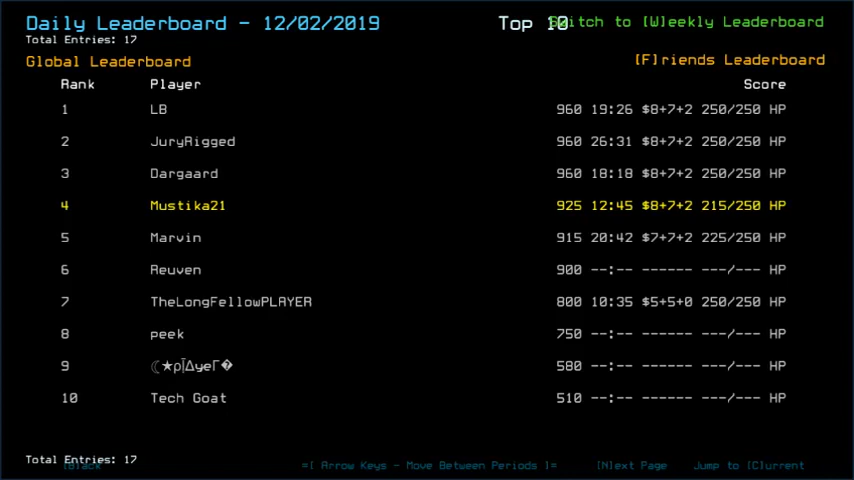 Daily Leaderboard - 12/02/2019 Top 10 Switch to [W]eekly Leaderboard
Total Entries: 17
Global Leaderboard [F]riends Leaderboard
Rank Player Score
1 LB 960 19:26 $8+7+2 250/250 HP
2 JuryRigged 960 26:31 $8+7+2 250/250 HP
3 Dargaard 960 18:18 $8+7+2 250/250 HP
4 Mustika21 925 12:45 $8+7+2 215/250 HP
5 Marvin 915 20:42 $7+7+2 225/250 HP
6 Reuven 900 --:-- ------ ---/--- HP
7 TheLongFellowPLAYER 800 10:35 $5+5+0 250/250 HP
8 peek 750 --:-- ------ ---/--- HP
9 580 --:-- ------ ---/--- HP
10 Tech Goat 510 --:-- ------ ---/--- HP
Total Entries: 17
[B]ack =[ Arrow Keys - Move Between Periods ]= [N]ext Page Jump to [C]urrent